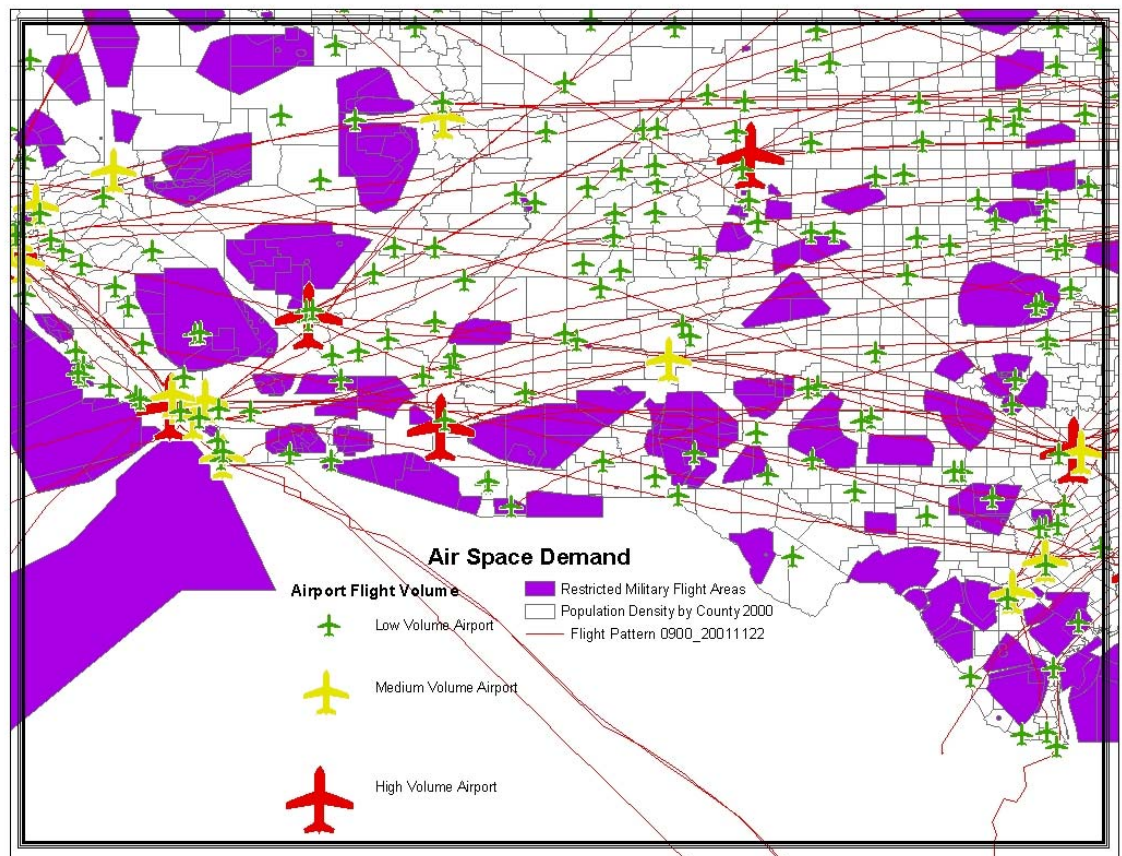 Air Space Demand
Airport Flight Volume
Low Volume Airport
Medium Volume Airport
High Volume Airport
Restricted Military Flight Areas
Population Density by County 2000
Flight Pattern 0900_20011122